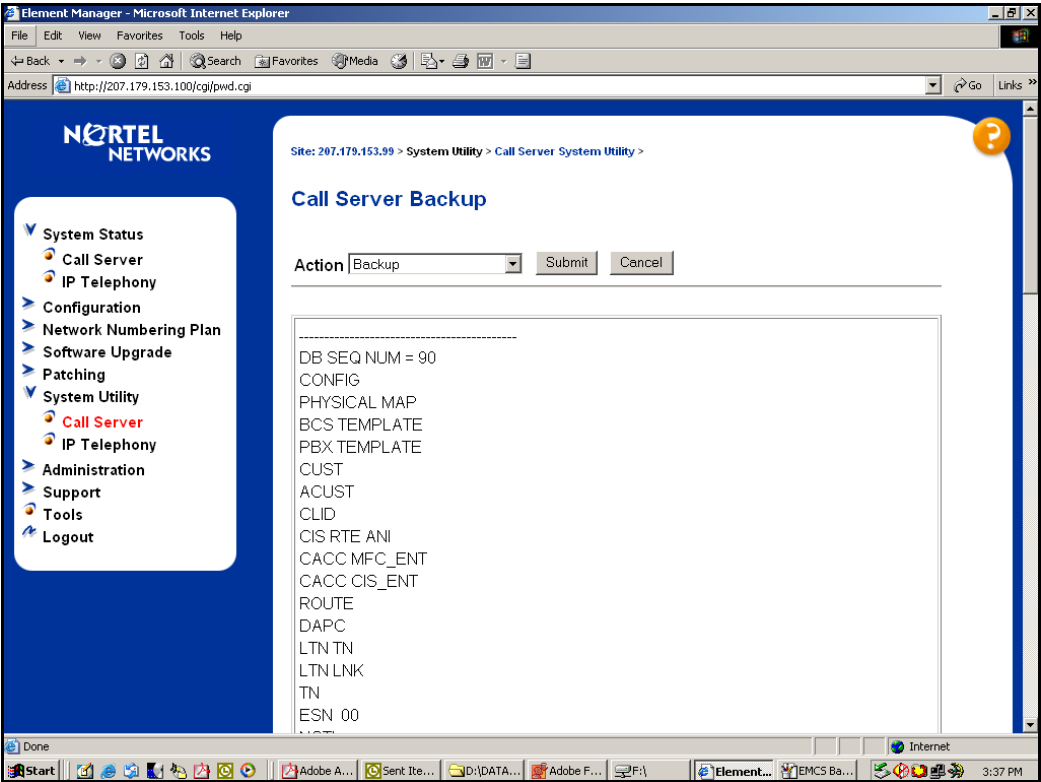 Element Manager - Microsoft Internet Explorer
File Edit View Favorites Tools Help
Back Search Favorites Media
Address http://207.179.153.100/cgi/pwd.cgi Go Links »
NORTEL
NETWORKS
Site: 207.179.153.99 > System Utility > Call Server System Utility >
Call Server Backup
System Status
Call Server
IP Telephony
Configuration
Network Numbering Plan
Software Upgrade
Patching
System Utility
Call Server
IP Telephony
Administration
Support
Tools
Logout
Action Backup Submit Cancel
-------------------------------------------
DB SEQ NUM = 90
CONFIG
PHYSICAL MAP
BCS TEMPLATE
PBX TEMPLATE
CUST
ACUST
CLID
CIS RTE ANI
CACC MFC_ENT
CACC CIS_ENT
ROUTE
DAPC
LTN TN
LTN LNK
TN
ESN 00
Done Internet
Start Adobe A... Sent Ite... D:\DATA... Adobe F... F:\ Element... EMCS Ba... 3:37 PM